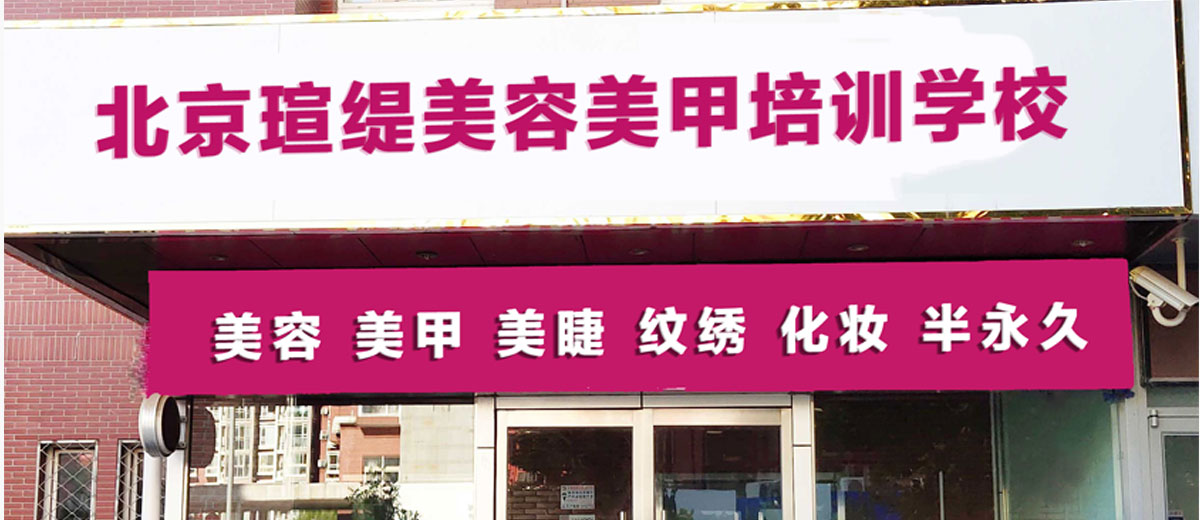 北京瑄缇美容美甲培训学校
美容 美甲 美睫 纹绣 化妆 半永久